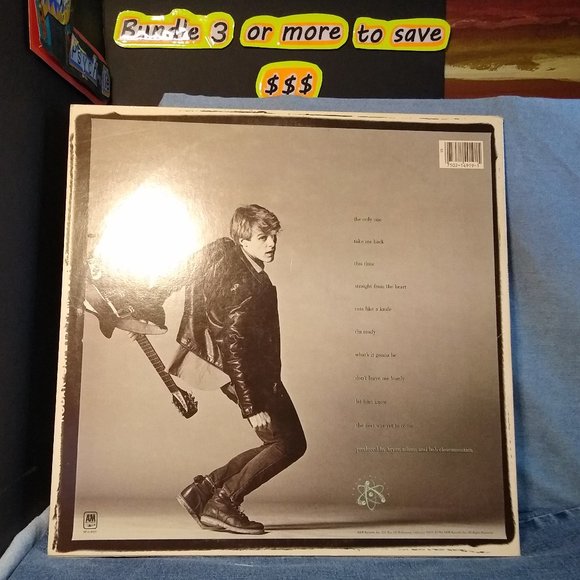 Bundle 3 or more to save
$$$
the only one
take me back
this time
straight from the heart
cuts like a knife
i'm ready
what's it gonna be
don't leave me lonely
let him know
the best was yet to come
produced by bryan adams and bob clearmountain
A&M